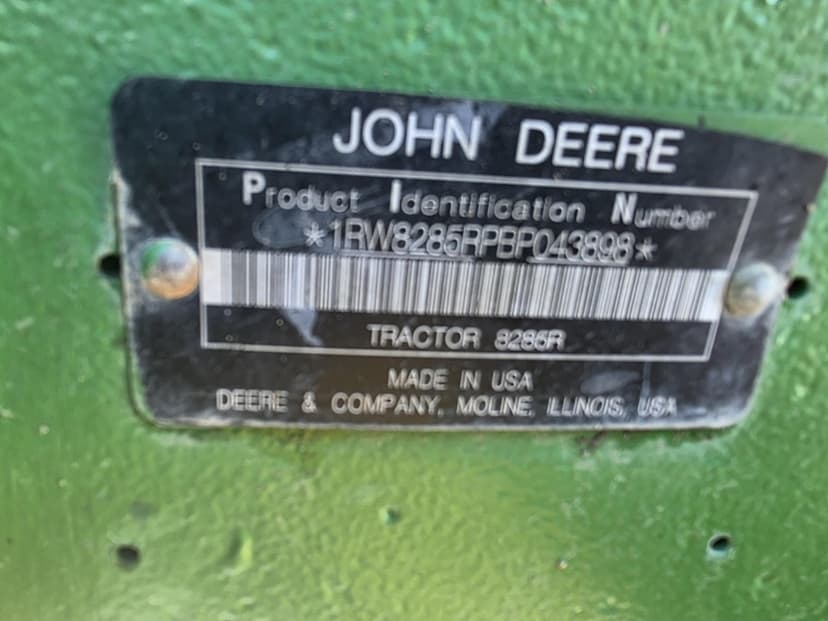 JOHN DEERE
Product Identification Number
*1RW8285RPBP043898*
TRACTOR 8285R
MADE IN USA
DEERE & COMPANY, MOLINE, ILLINOIS, USA